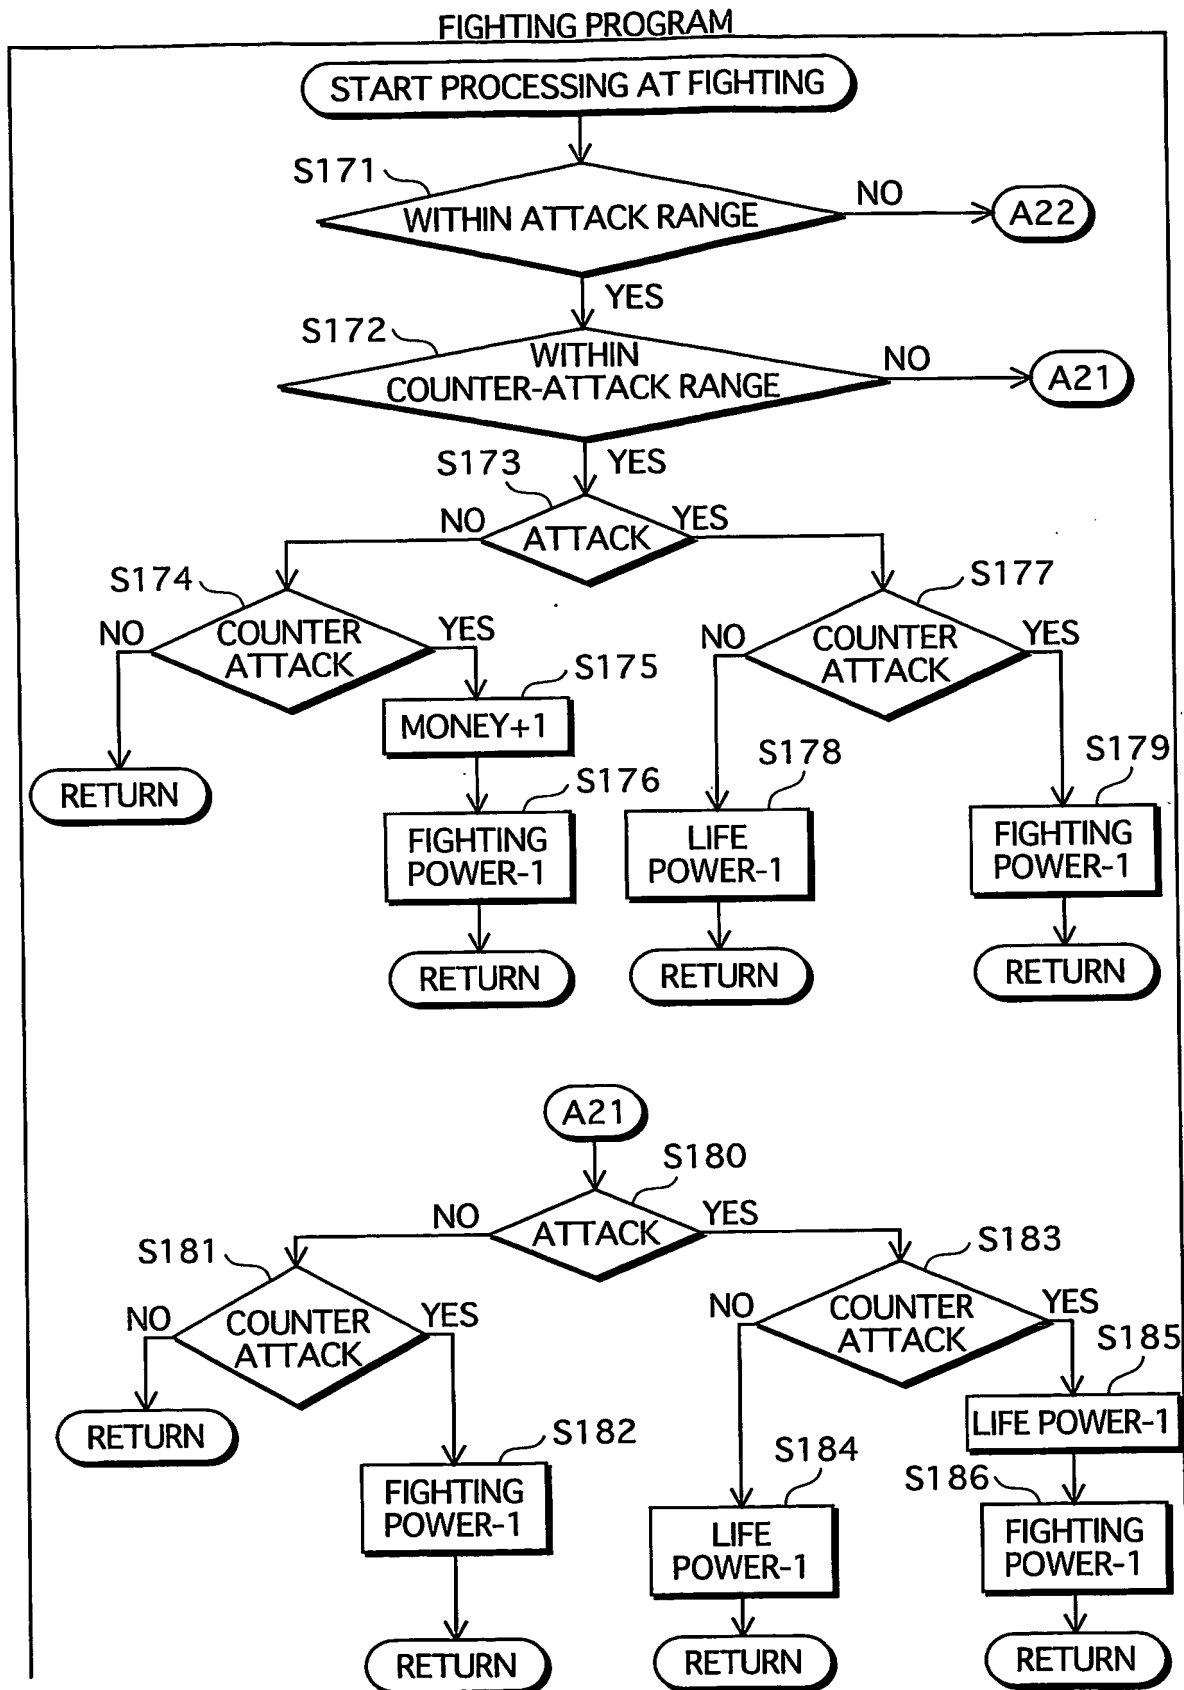 FIGHTING PROGRAM
START PROCESSING AT FIGHTING
S171
WITHIN ATTACK RANGE
NO
A22
YES
S172
WITHIN
COUNTER-ATTACK RANGE
NO
A21
YES
S173
NO
ATTACK
YES
S174
NO
COUNTER
ATTACK
YES
S177
NO
COUNTER
ATTACK
YES
S175
MONEY+1
RETURN
S176
FIGHTING
POWER-1
S178
LIFE
POWER-1
S179
FIGHTING
POWER-1
RETURN
RETURN
RETURN
A21
S180
NO
ATTACK
YES
S181
NO
COUNTER
ATTACK
YES
S183
NO
COUNTER
ATTACK
YES
S185
LIFE POWER-1
RETURN
S182
FIGHTING
POWER-1
S184
LIFE
POWER-1
S186
FIGHTING
POWER-1
RETURN
RETURN
RETURN